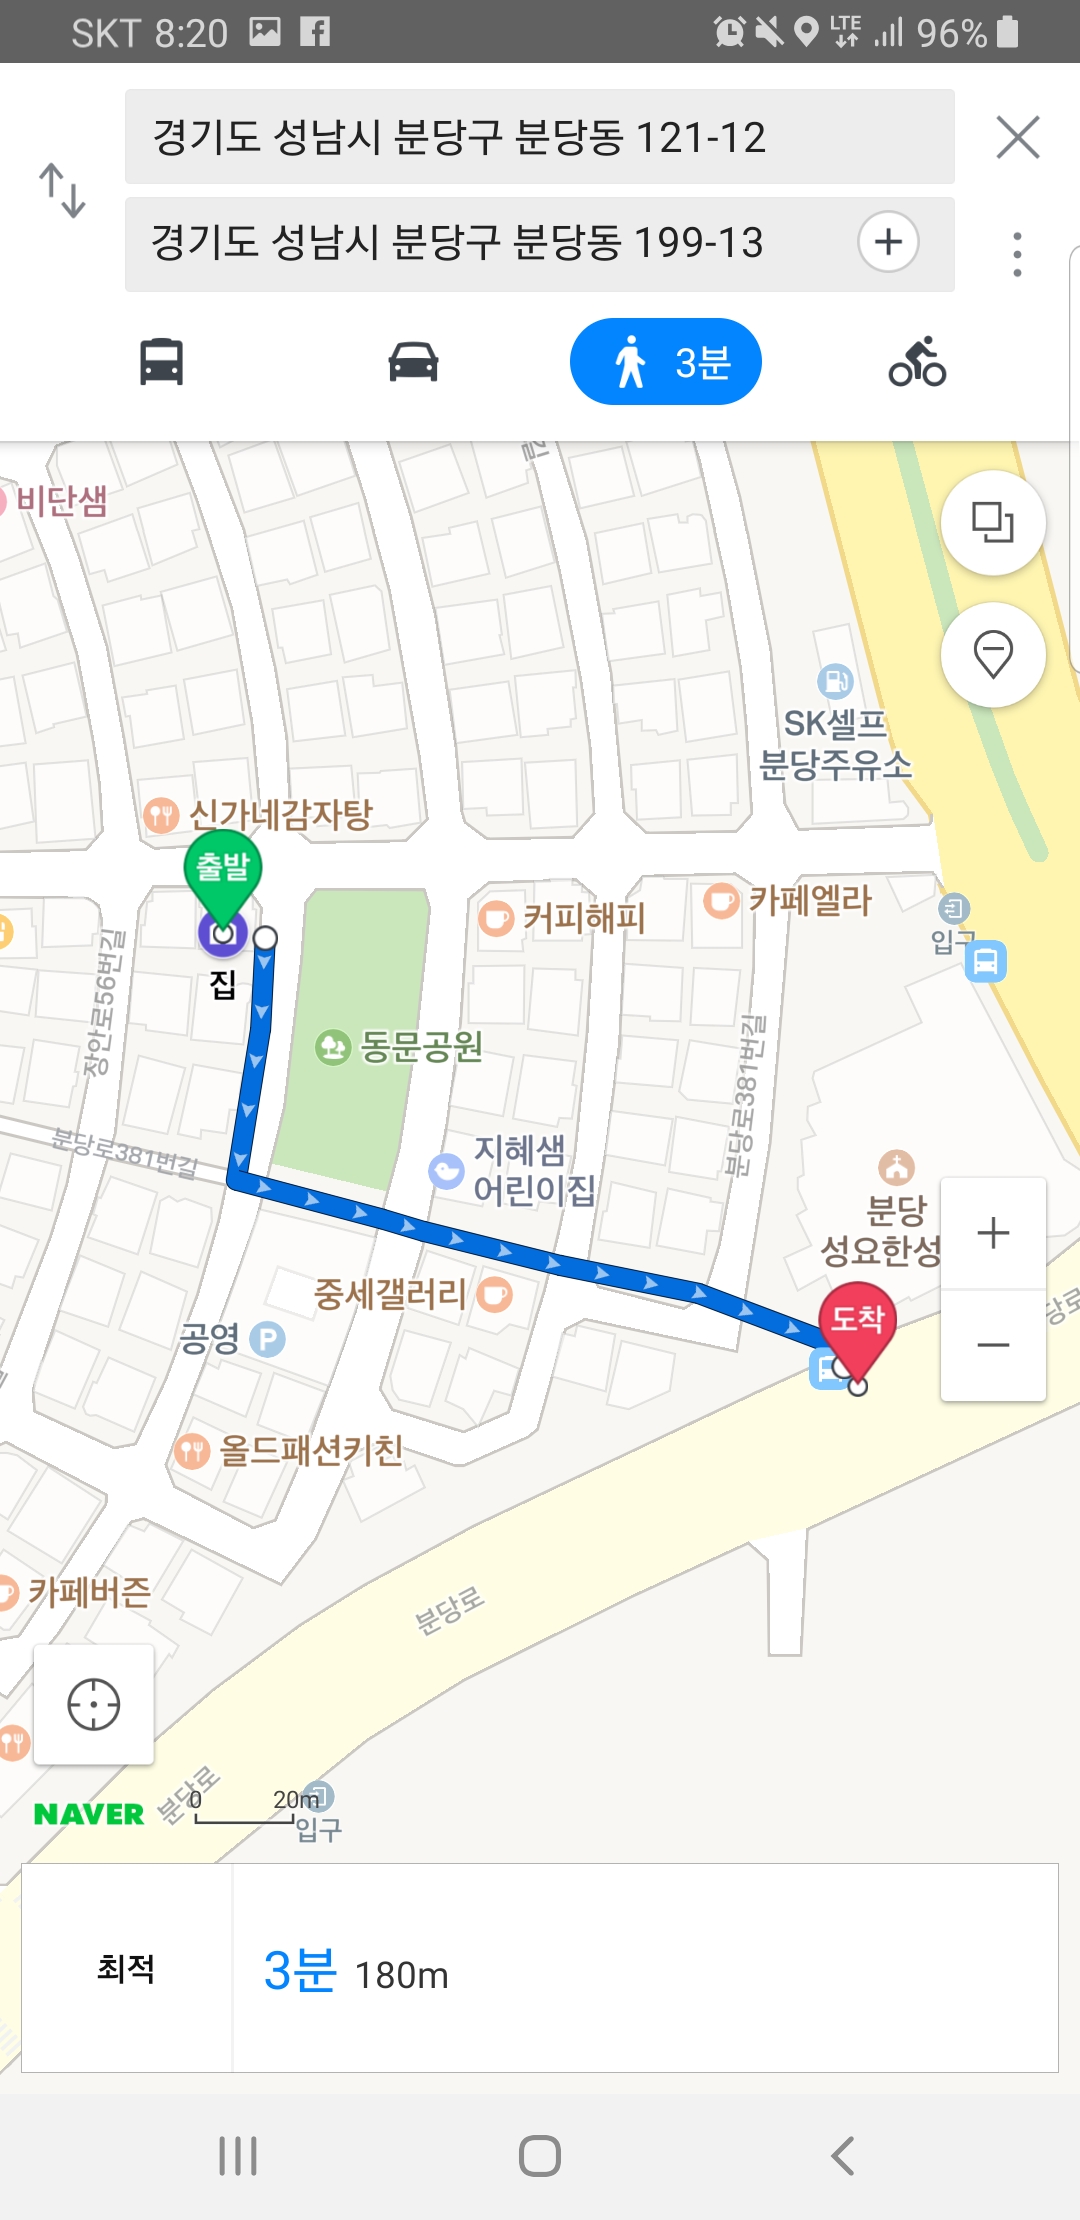 SKT 8:20
LTE 96%
경기도 성남시 분당구 분당동 121-12
경기도 성남시 분당구 분당동 199-13
3분
비단샘
SK셀프
분당주유소
신가네감자탕
출발
집
커피해피
카페엘라
입구
장안로56번길
동문공원
분당로381번길
분당로381번길
지혜샘
어린이집
분당
성요한성
중세갤러리
공영 P
도착
올드패션키친
카페버즌
분당로
분당로
NAVER
0 20m
입구
최적
3분 180m